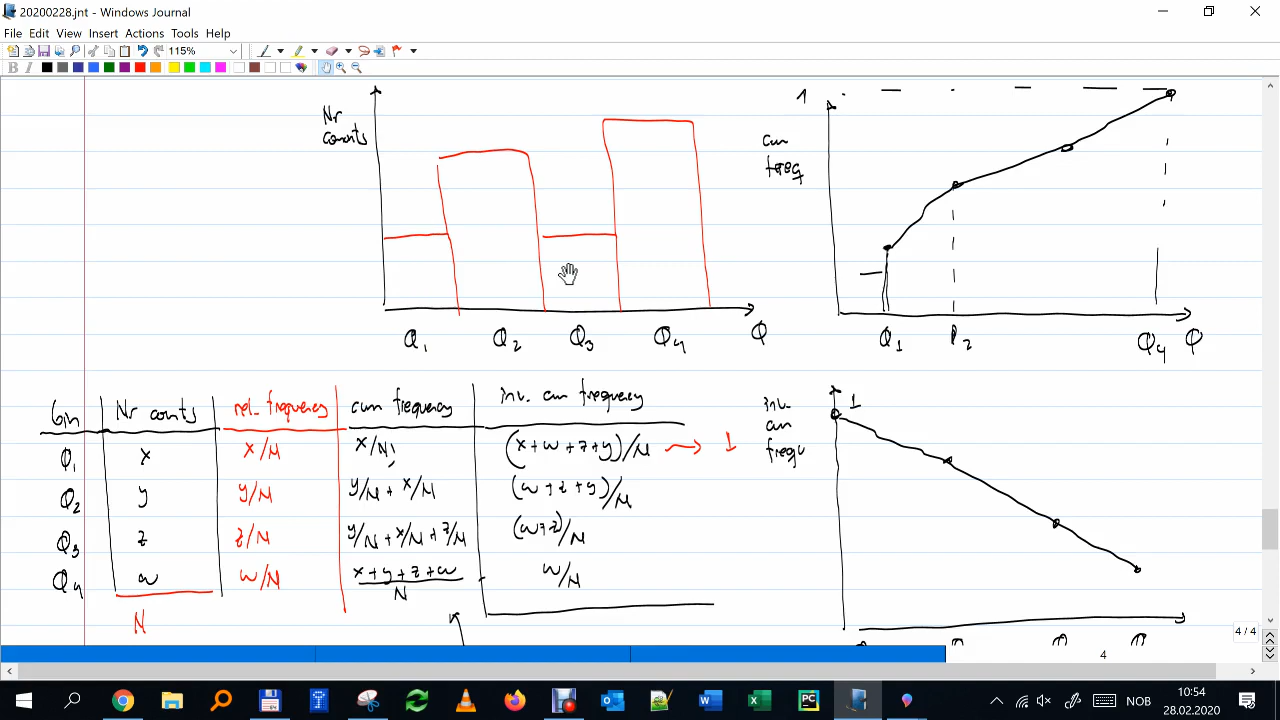 20200228.jnt - Windows Journal
File Edit View Insert Actions Tools Help
115%
B I
Nr
counts
Q1 Q2 Q3 Q4 Q
1
cum
freq
Q1 Q2 Q4 Q
bin Nr counts rel. frequency cum frequency inv. cum frequency
Q1 x x/N x/N (x+w+z+y)/N → 1
Q2 y y/N y/N + x/N (w+z+y)/N
Q3 z z/N y/N + x/N + z/N (w+z)/N
Q4 w w/N x+y+z+w/N w/N
N
inv.
cum
frequ
1
4 / 4
4
NOB
10:54
28.02.2020